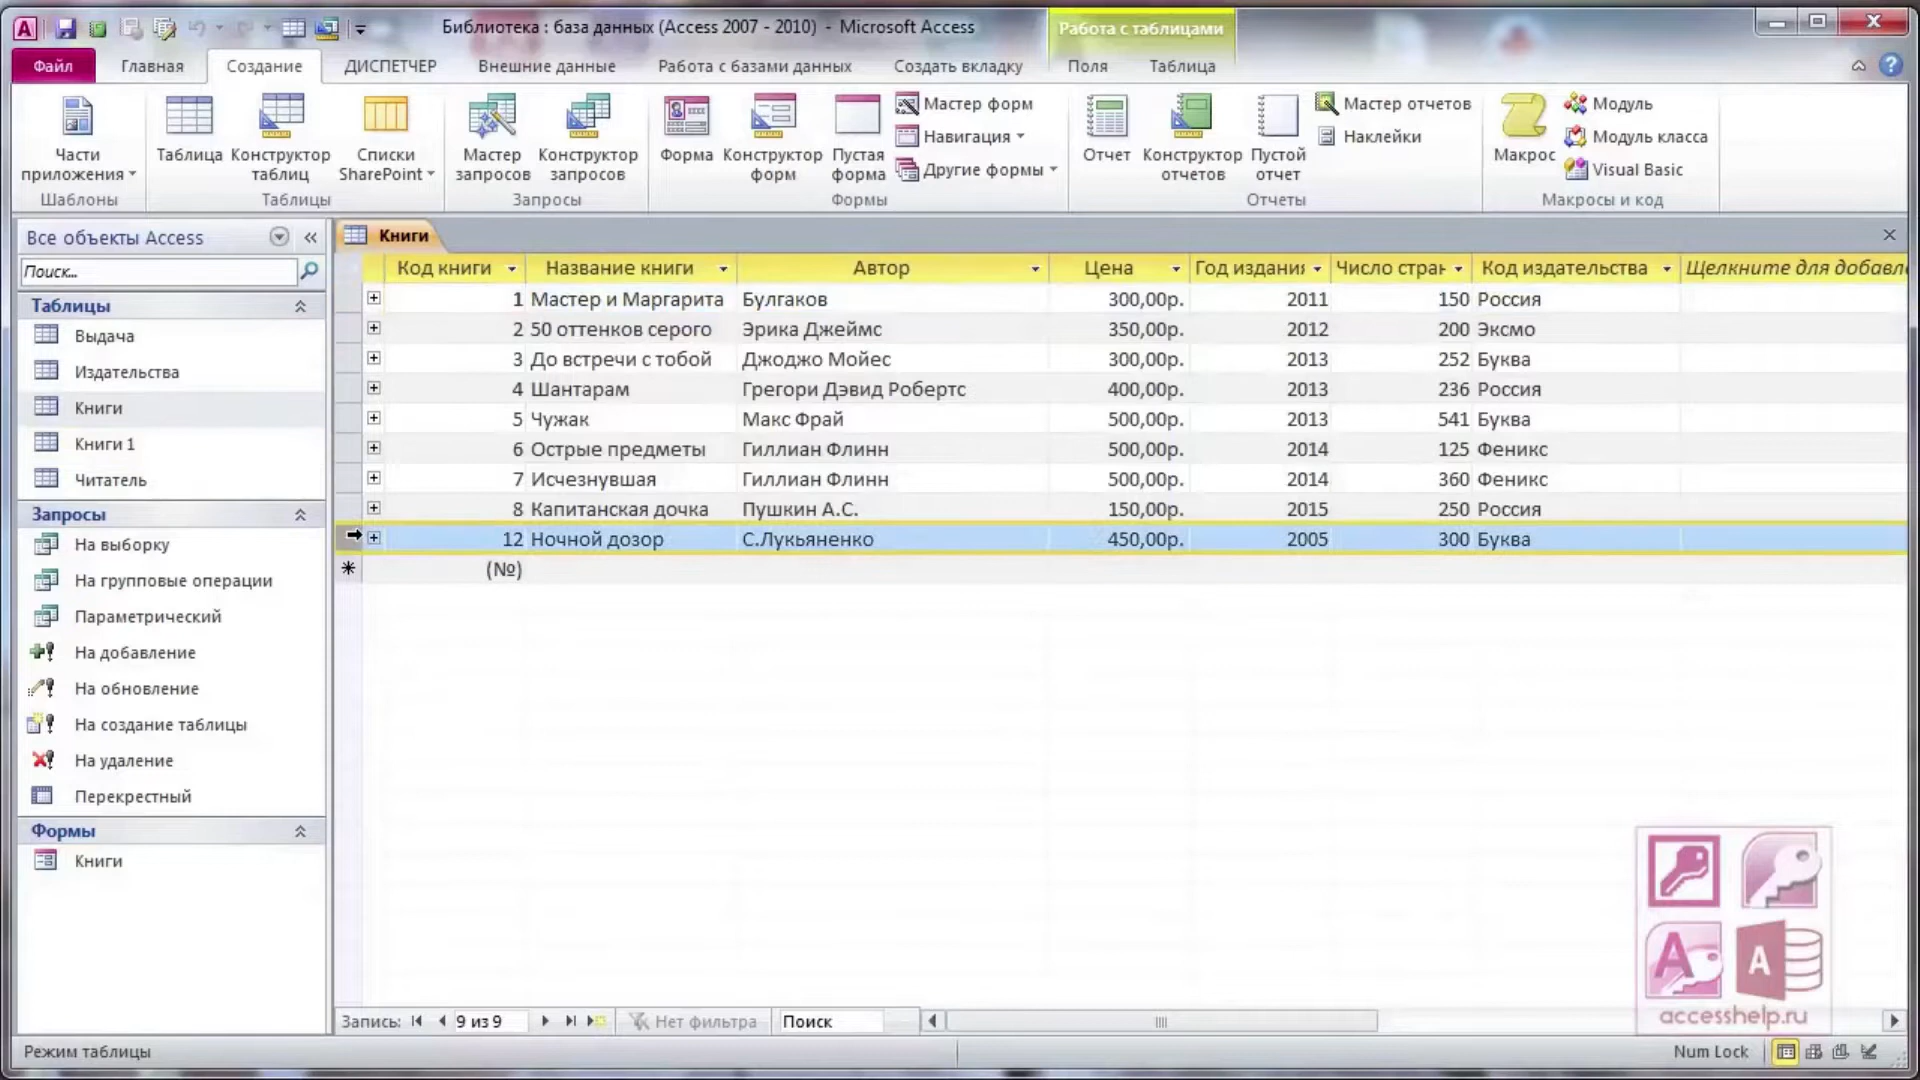 Библиотека : база данных (Access 2007 - 2010) - Microsoft Access
Работа с таблицами
Файл Главная Создание ДИСПЕТЧЕР Внешние данные Работа с базами данных Создать вкладку Поля Таблица
Части приложения
Шаблоны
Таблица
Конструктор таблиц
Списки SharePoint
Таблицы
Мастер запросов
Конструктор запросов
Запросы
Форма
Конструктор форм
Пустая форма
Мастер форм
Навигация
Другие формы
Формы
Отчет
Конструктор отчетов
Пустой отчет
Мастер отчетов
Наклейки
Отчеты
Макрос
Модуль
Модуль класса
Visual Basic
Макросы и код
Все объекты Access
Поиск...
Таблицы
Выдача
Издательства
Книги
Книги 1
Читатель
Запросы
На выборку
На групповые операции
Параметрический
На добавление
На обновление
На создание таблицы
На удаление
Перекрестный
Формы
Книги
Книги
Код книги Название книги Автор Цена Год издани Число стран Код издательства Щелкните для добавл
1 Мастер и Маргарита Булгаков 300,00р. 2011 150 Россия
2 50 оттенков серого Эрика Джеймс 350,00р. 2012 200 Эксмо
3 До встречи с тобой Джоджо Мойес 300,00р. 2013 252 Буква
4 Шантарам Грегори Дэвид Робертс 400,00р. 2013 236 Россия
5 Чужак Макс Фрай 500,00р. 2013 541 Буква
6 Острые предметы Гиллиан Флинн 500,00р. 2014 125 Феникс
7 Исчезнувшая Гиллиан Флинн 500,00р. 2014 360 Феникс
8 Капитанская дочка Пушкин А.С. 150,00р. 2015 250 Россия
12 Ночной дозор С.Лукьяненко 450,00р. 2005 300 Буква
(№)
accesshelp.ru
Запись: 9 из 9 Нет фильтра Поиск
Режим таблицы Num Lock